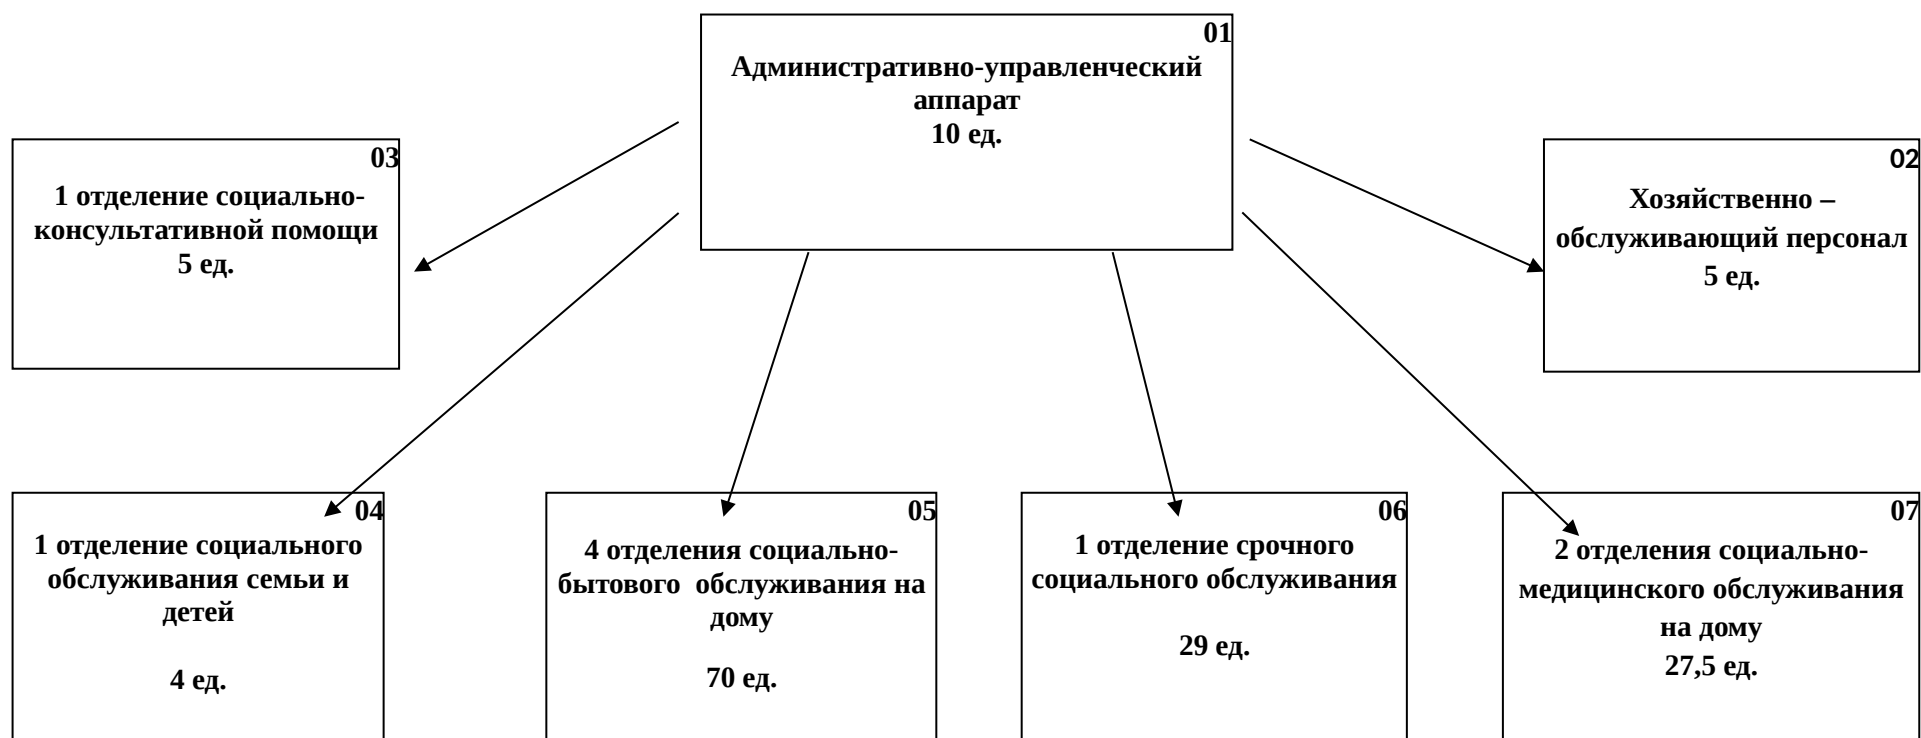 01
Административно-управленческий
аппарат
10 ед.
03
1 отделение социально-
консультативной помощи
5 ед.
02
Хозяйственно –
обслуживающий персонал
5 ед.
04
1 отделение социального
обслуживания семьи и
детей
4 ед.
05
4 отделения социально-
бытового  обслуживания на
дому
70 ед.
06
1 отделение срочного
социального обслуживания
29 ед.
07
2 отделения социально-
медицинского обслуживания
на дому
27,5 ед.